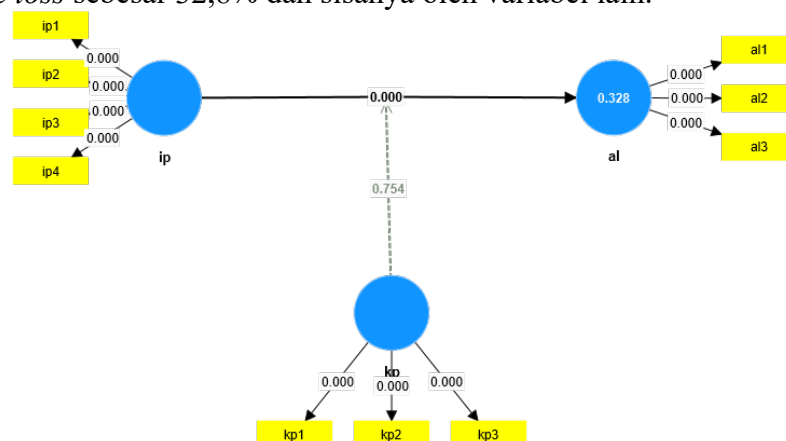 loss sebesar 32,8% dan sisanya oleh variabel lain.
ip1
0.000
ip2
0.000
ip3
0.000
0.000
ip4
ip
0.000
0.328
al
0.000
al1
0.000
al2
0.000
al3
0.754
kp
0.000
0.000
0.000
kp1
kp2
kp3